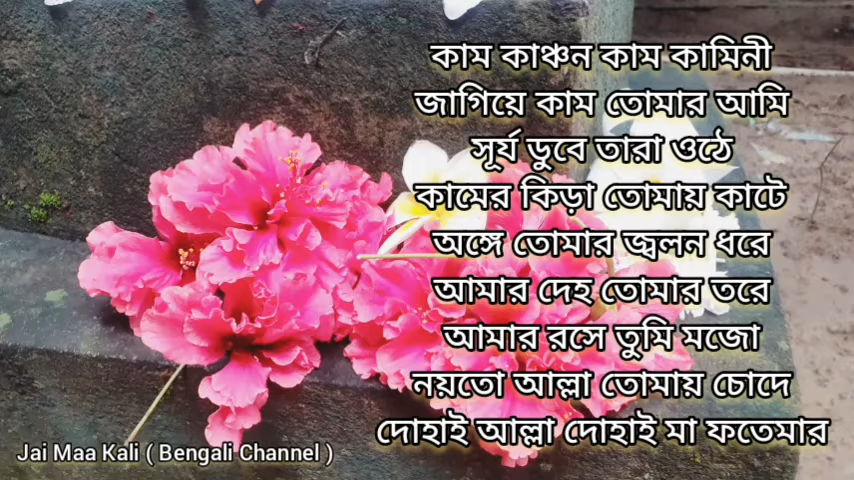 কাম কাঞ্চন কাম কামিনী
জাগিয়ে কাম তোমার আমি
সূর্য ডুবে তারা ওঠে
কামের কিড়া তোমায় কাটে
অঙ্গে তোমার জ্বলন ধরে
আমার দেহ তোমার তরে
আমার রসে তুমি মজো
নয়তো আল্লা তোমায় চোদে
দোহাই আল্লা দোহাই মা ফতেমার
Jai Maa Kali ( Bengali Channel )